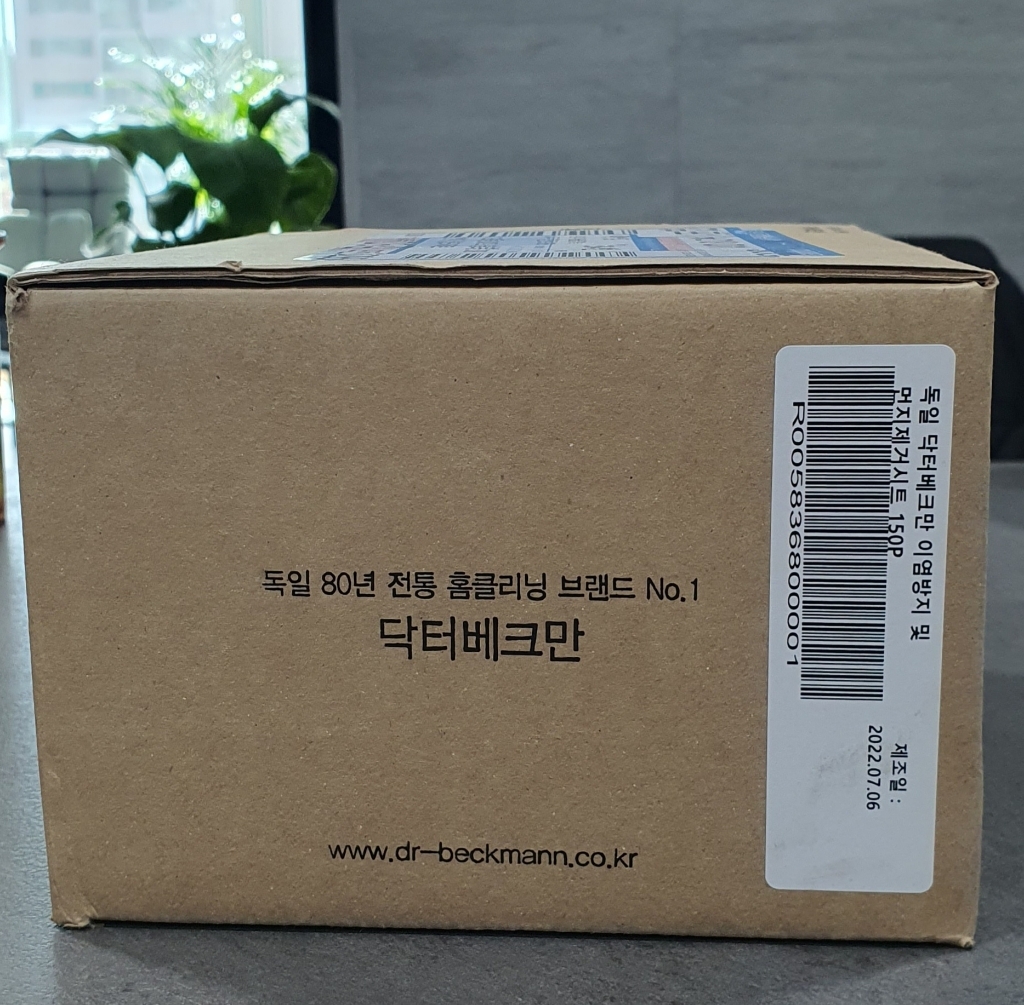 독일 80년 전통 홈클리닝 브랜드 No.1
닥터베크만
www.dr-beckmann.co.kr
독일 닥터베크만 이염방지 및
먼지제거시트 150P
R00583680001
제조일 :
2022.07.06